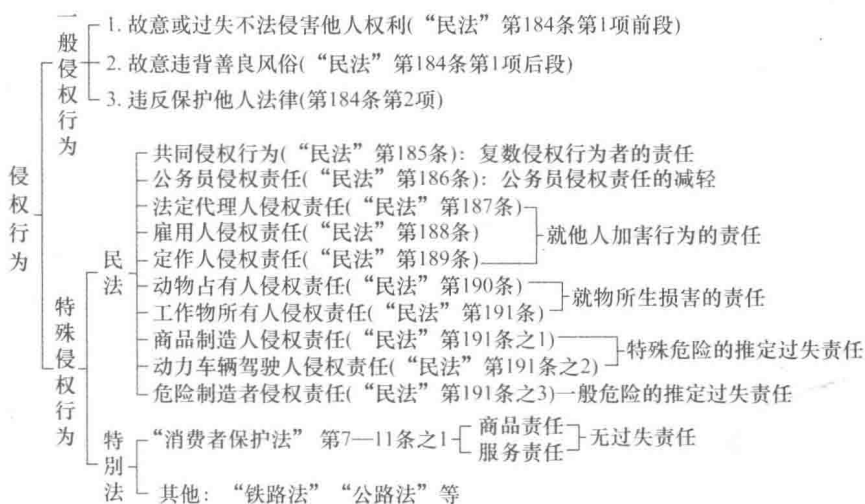 侵权行为
一般侵权行为
1. 故意或过失不法侵害他人权利(“民法”第184条第1项前段)
2. 故意违背善良风俗(“民法”第184条第1项后段)
3. 违反保护他人法律(第184条第2项)
特殊侵权行为
民法
共同侵权行为(“民法”第185条)：复数侵权行为者的责任
公务员侵权责任(“民法”第186条)：公务员侵权责任的减轻
法定代理人侵权责任(“民法”第187条)
雇用人侵权责任(“民法”第188条)
定作人侵权责任(“民法”第189条)
就他人加害行为的责任
动物占有人侵权责任(“民法”第190条)
工作物所有人侵权责任(“民法”第191条)
就物所生损害的责任
商品制造人侵权责任(“民法”第191条之1)
动力车辆驾驶人侵权责任(“民法”第191条之2)
特殊危险的推定过失责任
危险制造者侵权责任(“民法”第191条之3)一般危险的推定过失责任
特别法
“消费者保护法”第7—11条之1
商品责任
服务责任
无过失责任
其他：“铁路法”“公路法”等